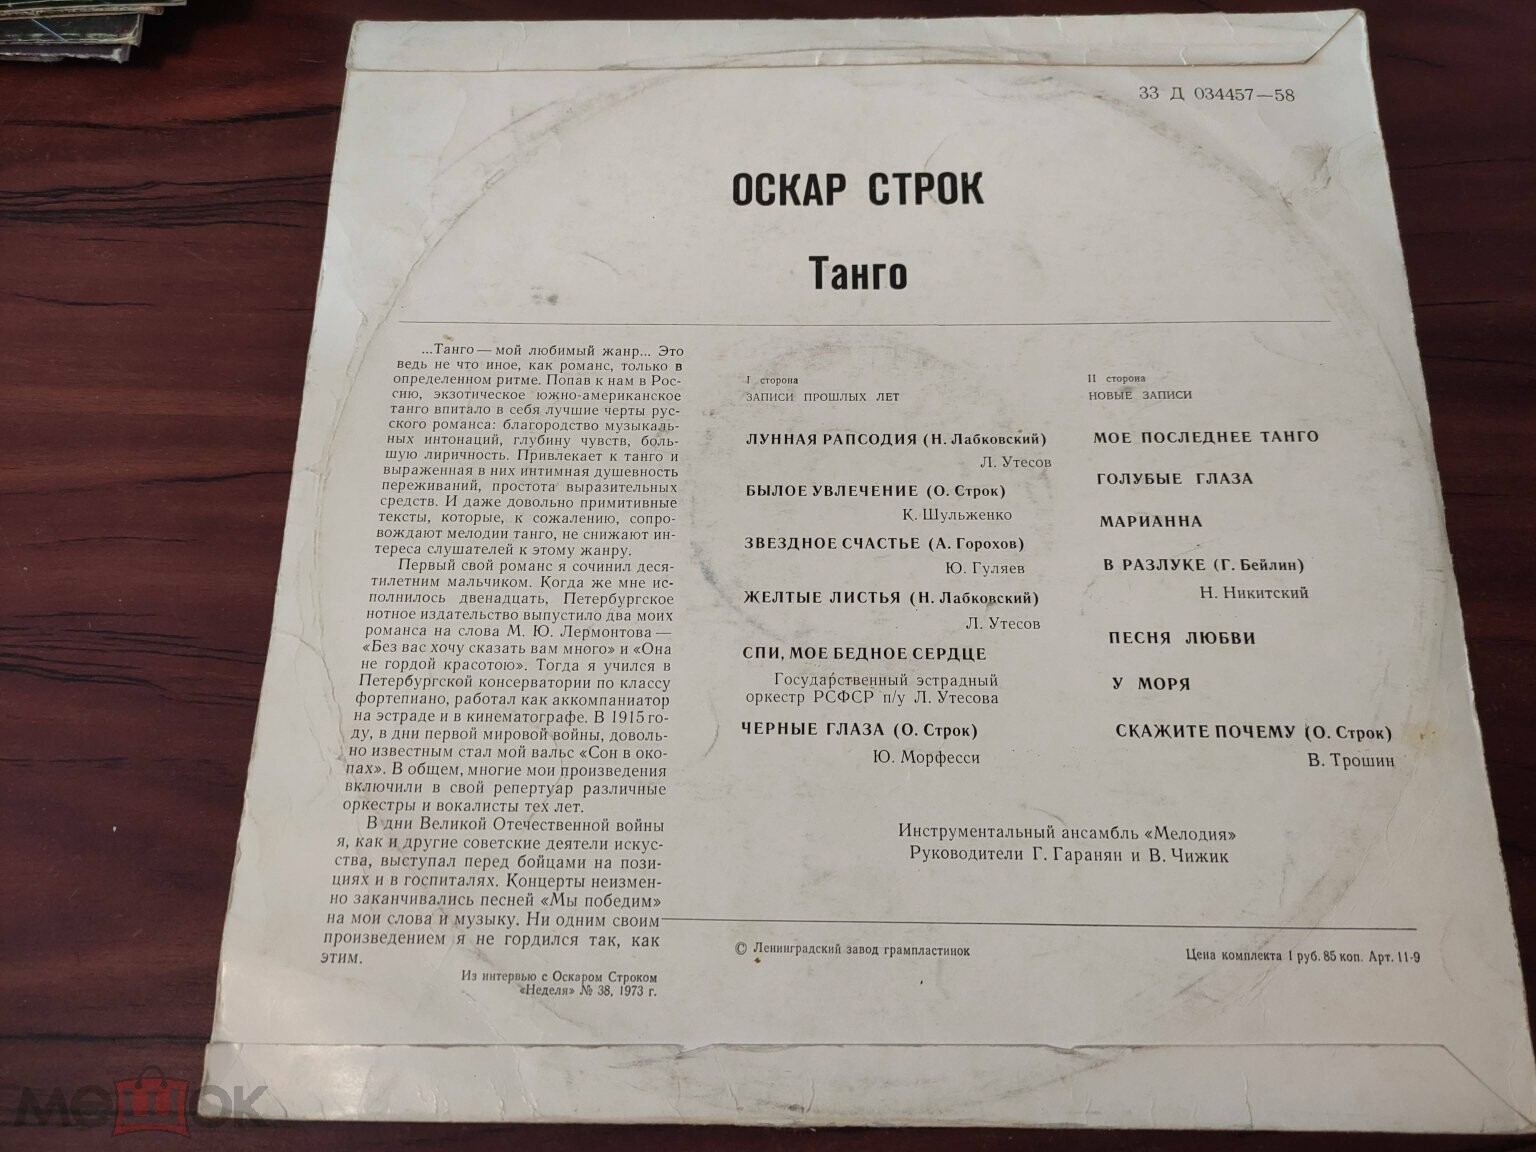 33 Д 034457—58
ОСКАР СТРОК
Танго
...Танго — мой любимый жанр... Это
ведь не что иное, как романс, только в
определенном ритме. Попав к нам в Рос-
сию, экзотическое южно-американское
танго впитало в себя лучшие черты рус-
ского романса: благородство музыкаль-
ных интонаций, глубину чувств, боль-
шую лиричность. Привлекает к танго и
выраженная в них интимная душевность
переживаний, простота выразительных
средств. И даже довольно примитивные
тексты, которые, к сожалению, сопро-
вождают мелодии танго, не снижают ин-
тереса слушателей к этому жанру.
Первый свой романс я сочинил деся-
тилетним мальчиком. Когда же мне ис-
полнилось двенадцать, Петербургское
нотное издательство выпустило два моих
романса на слова М. Ю. Лермонтова —
«Без вас хочу сказать вам много» и «Она
не гордой красотою». Тогда я учился в
Петербургской консерватории по классу
фортепиано, работал как аккомпаниатор
на эстраде и в кинематографе. В 1915 го-
ду, в дни первой мировой войны, доволь-
но известным стал мой вальс «Сон в око-
пах». В общем, многие мои произведения
включили в свой репертуар различные
оркестры и вокалисты тех лет.
В дни Великой Отечественной войны
я, как и другие советские деятели искус-
ства, выступал перед бойцами на пози-
циях и в госпиталях. Концерты неизмен-
но заканчивались песней «Мы победим»
на мои слова и музыку. Ни одним своим
произведением я не гордился так, как
этим.
Из интервью с Оскаром Строком
«Неделя» № 38, 1973 г.
I сторона
ЗАПИСИ ПРОШЛЫХ ЛЕТ
ЛУННАЯ РАПСОДИЯ (Н. Лабковский)
Л. Утесов
БЫЛОЕ УВЛЕЧЕНИЕ (О. Строк)
К. Шульженко
ЗВЕЗДНОЕ СЧАСТЬЕ (А. Горохов)
Ю. Гуляев
ЖЕЛТЫЕ ЛИСТЬЯ (Н. Лабковский)
Л. Утесов
СПИ, МОЕ БЕДНОЕ СЕРДЦЕ
Государственный эстрадный
оркестр РСФСР п/у Л. Утесова
ЧЕРНЫЕ ГЛАЗА (О. Строк)
Ю. Морфесси
II сторона
НОВЫЕ ЗАПИСИ
МОЕ ПОСЛЕДНЕЕ ТАНГО
ГОЛУБЫЕ ГЛАЗА
МАРИАННА
В РАЗЛУКЕ (Г. Бейлин)
Н. Никитский
ПЕСНЯ ЛЮБВИ
У МОРЯ
СКАЖИТЕ ПОЧЕМУ (О. Строк)
В. Трошин
Инструментальный ансамбль «Мелодия»
Руководители Г. Гаранян и В. Чижик
© Ленинградский завод грампластинок
Цена комплекта 1 руб. 85 коп. Арт. 11-9
мешок